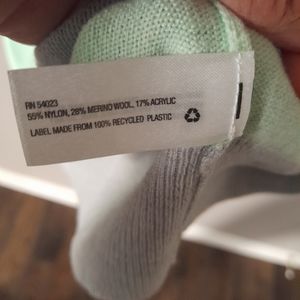 RN 54023
55% NYLON, 28% MERINO WOOL, 17% ACRYLIC
LABEL MADE FROM 100% RECYCLED PLASTIC